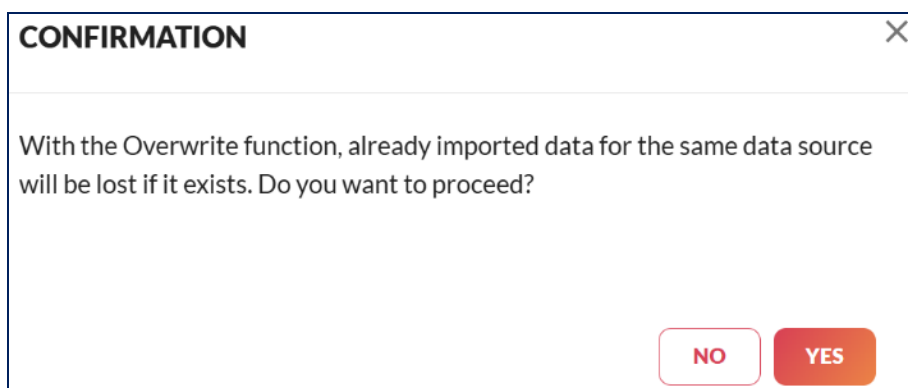 CONFIRMATION
With the Overwrite function, already imported data for the same data source
will be lost if it exists. Do you want to proceed?
NO
YES